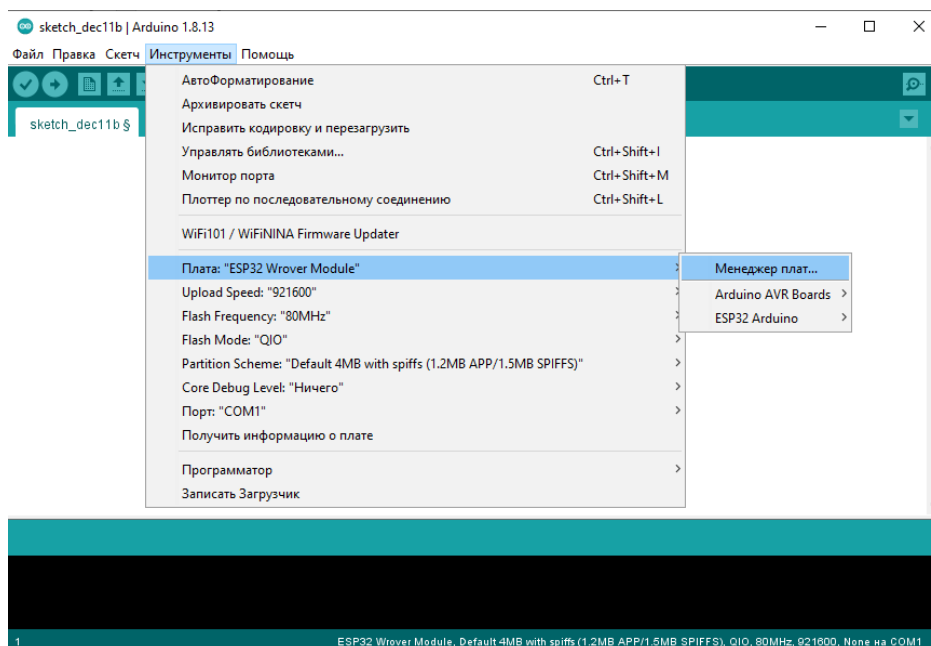 sketch_dec11b | Arduino 1.8.13
Файл Правка Скетч Инструменты Помощь
sketch_dec11b §
АвтоФорматирование Ctrl+T
Архивировать скетч
Исправить кодировку и перезагрузить
Управлять библиотеками... Ctrl+Shift+I
Монитор порта Ctrl+Shift+M
Плоттер по последовательному соединению Ctrl+Shift+L
WiFi101 / WiFiNINA Firmware Updater
Плата: "ESP32 Wrover Module"
Менеджер плат...
Upload Speed: "921600"
Arduino AVR Boards
Flash Frequency: "80MHz"
ESP32 Arduino
Flash Mode: "QIO"
Partition Scheme: "Default 4MB with spiffs (1.2MB APP/1.5MB SPIFFS)"
Core Debug Level: "Ничего"
Порт: "COM1"
Получить информацию о плате
Программатор
Записать Загрузчик
1 ESP32 Wrover Module, Default 4MB with spiffs (1.2MB APP/1.5MB SPIFFS), QIO, 80MHz, 921600, None на COM1